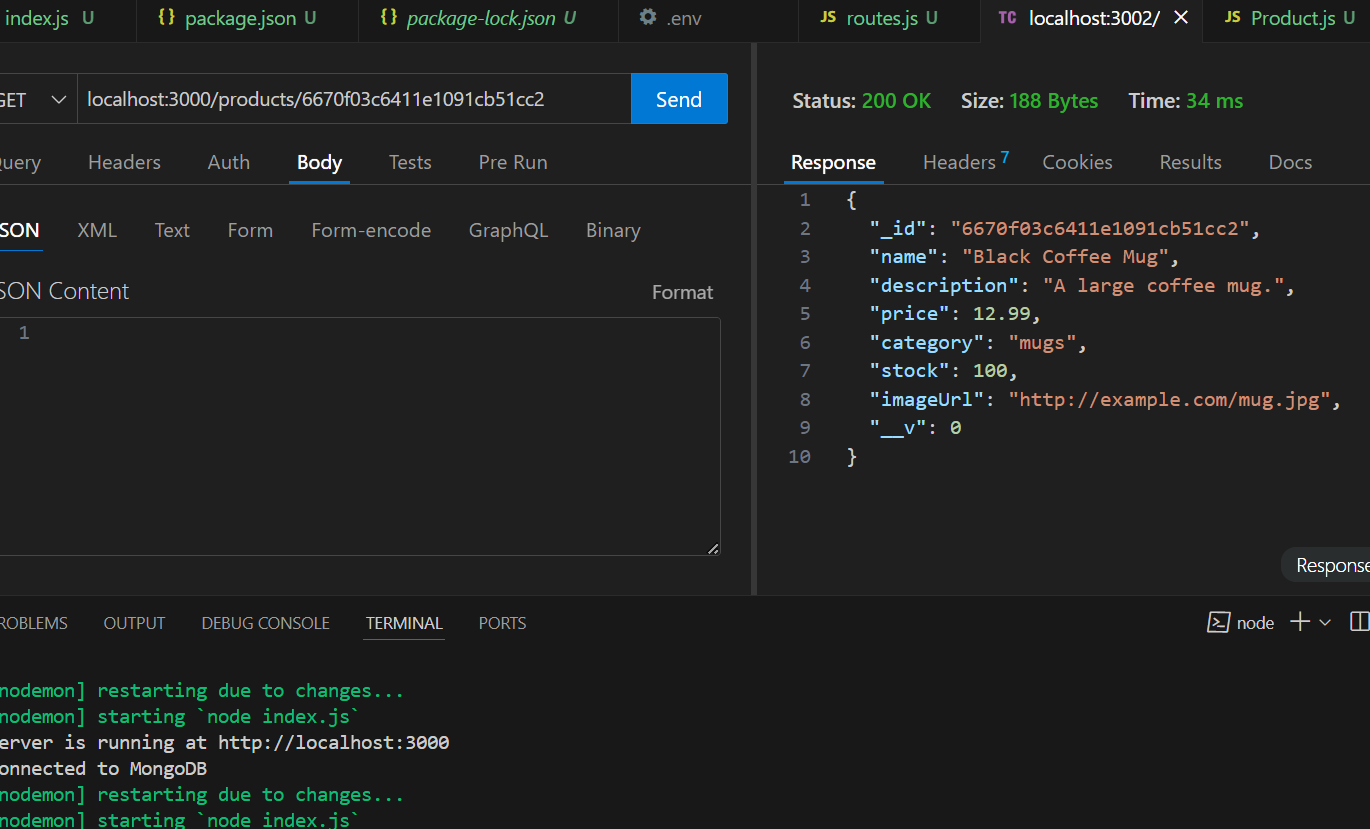 index.js U {} package.json U {} package-lock.json U .env JS routes.js U TC localhost:3002/ JS Product.js U
GET localhost:3000/products/6670f03c6411e1091cb51cc2 Send
Query Headers Auth Body Tests Pre Run
JSON XML Text Form Form-encode GraphQL Binary
JSON Content Format
1
Status: 200 OK Size: 188 Bytes Time: 34 ms
Response Headers 7 Cookies Results Docs
1 {
2 "_id": "6670f03c6411e1091cb51cc2",
3 "name": "Black Coffee Mug",
4 "description": "A large coffee mug.",
5 "price": 12.99,
6 "category": "mugs",
7 "stock": 100,
8 "imageUrl": "http://example.com/mug.jpg",
9 "__v": 0
10 }
Response
PROBLEMS OUTPUT DEBUG CONSOLE TERMINAL PORTS node
nodemon] restarting due to changes...
nodemon] starting `node index.js`
erver is running at http://localhost:3000
onnected to MongoDB
nodemon] restarting due to changes...
nodemon] starting `node index.js`